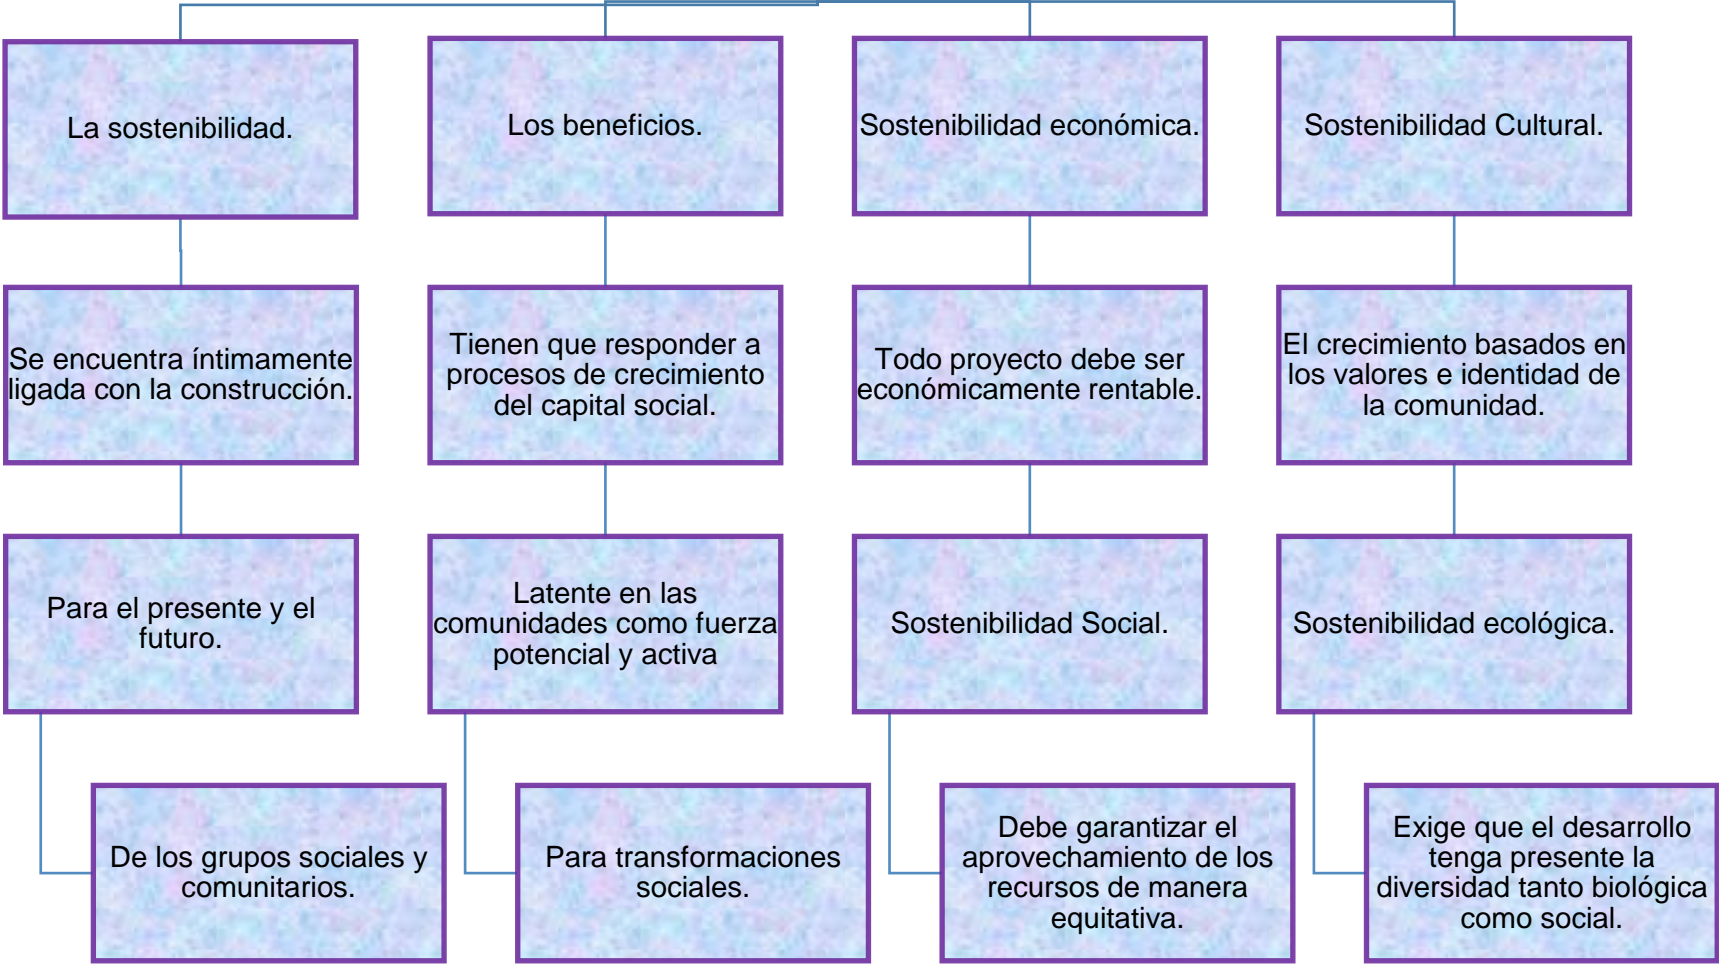 La sostenibilidad.
Los beneficios.
Sostenibilidad económica.
Sostenibilidad Cultural.
Se encuentra íntimamente
ligada con la construcción.
Tienen que responder a
procesos de crecimiento
del capital social.
Todo proyecto debe ser
económicamente rentable.
El crecimiento basados en
los valores e identidad de
la comunidad.
Para el presente y el
futuro.
Latente en las
comunidades como fuerza
potencial y activa
Sostenibilidad Social.
Sostenibilidad ecológica.
De los grupos sociales y
comunitarios.
Para transformaciones
sociales.
Debe garantizar el
aprovechamiento de los
recursos de manera
equitativa.
Exige que el desarrollo
tenga presente la
diversidad tanto biológica
como social.